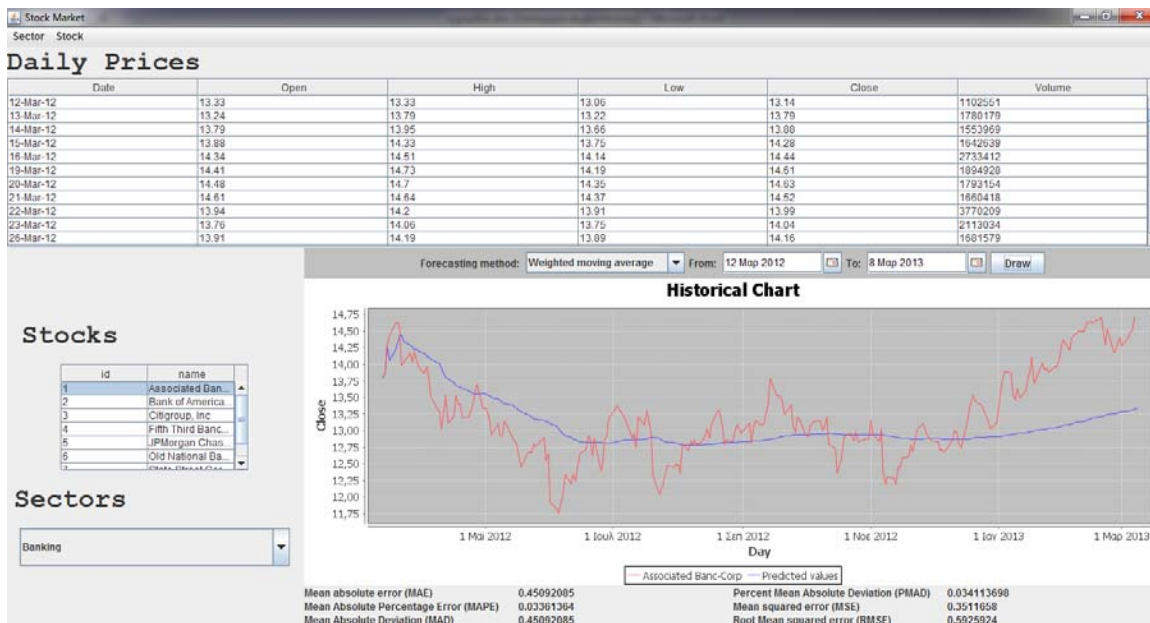 Stock Market
Sector Stock
Daily Prices
Date Open High Low Close Volume
12-Mar-12 13.33 13.33 13.06 13.14 1102551
13-Mar-12 13.24 13.79 13.22 13.79 1780179
14-Mar-12 13.79 13.95 13.66 13.88 1553969
15-Mar-12 13.88 14.33 13.75 14.28 1642639
16-Mar-12 14.34 14.51 14.14 14.44 2733412
19-Mar-12 14.41 14.73 14.19 14.61 1894928
20-Mar-12 14.48 14.7 14.35 14.63 1793154
21-Mar-12 14.61 14.64 14.37 14.52 1660418
22-Mar-12 13.94 14.2 13.91 13.99 3770209
23-Mar-12 13.76 14.06 13.75 14.04 2113034
26-Mar-12 13.91 14.19 13.89 14.16 1681579
Forecasting method: Weighted moving average From: 12 Μαρ 2012 To: 8 Μαρ 2013 Draw
Historical Chart
Stocks
id name
1 Associated Ban...
2 Bank of America
3 Citigroup, Inc
4 Fifth Third Banc...
5 JPMorgan Chas...
6 Old National Ba...
Sectors
Banking
Close
14,75
14,50
14,25
14,00
13,75
13,50
13,25
13,00
12,75
12,50
12,25
12,00
11,75
1 Μαϊ 2012 1 Ιουλ 2012 1 Σεπ 2012 1 Νοε 2012 1 Ιαν 2013 1 Μαρ 2013
Day
Associated Banc-Corp Predicted values
Mean absolute error (MAE) 0.45092085 Percent Mean Absolute Deviation (PMAD) 0.034113698
Mean Absolute Percentage Error (MAPE) 0.03361364 Mean squared error (MSE) 0.3511658
Mean Absolute Deviation (MAD) 0.45092085 Root Mean squared error (RMSE) 0.5925924